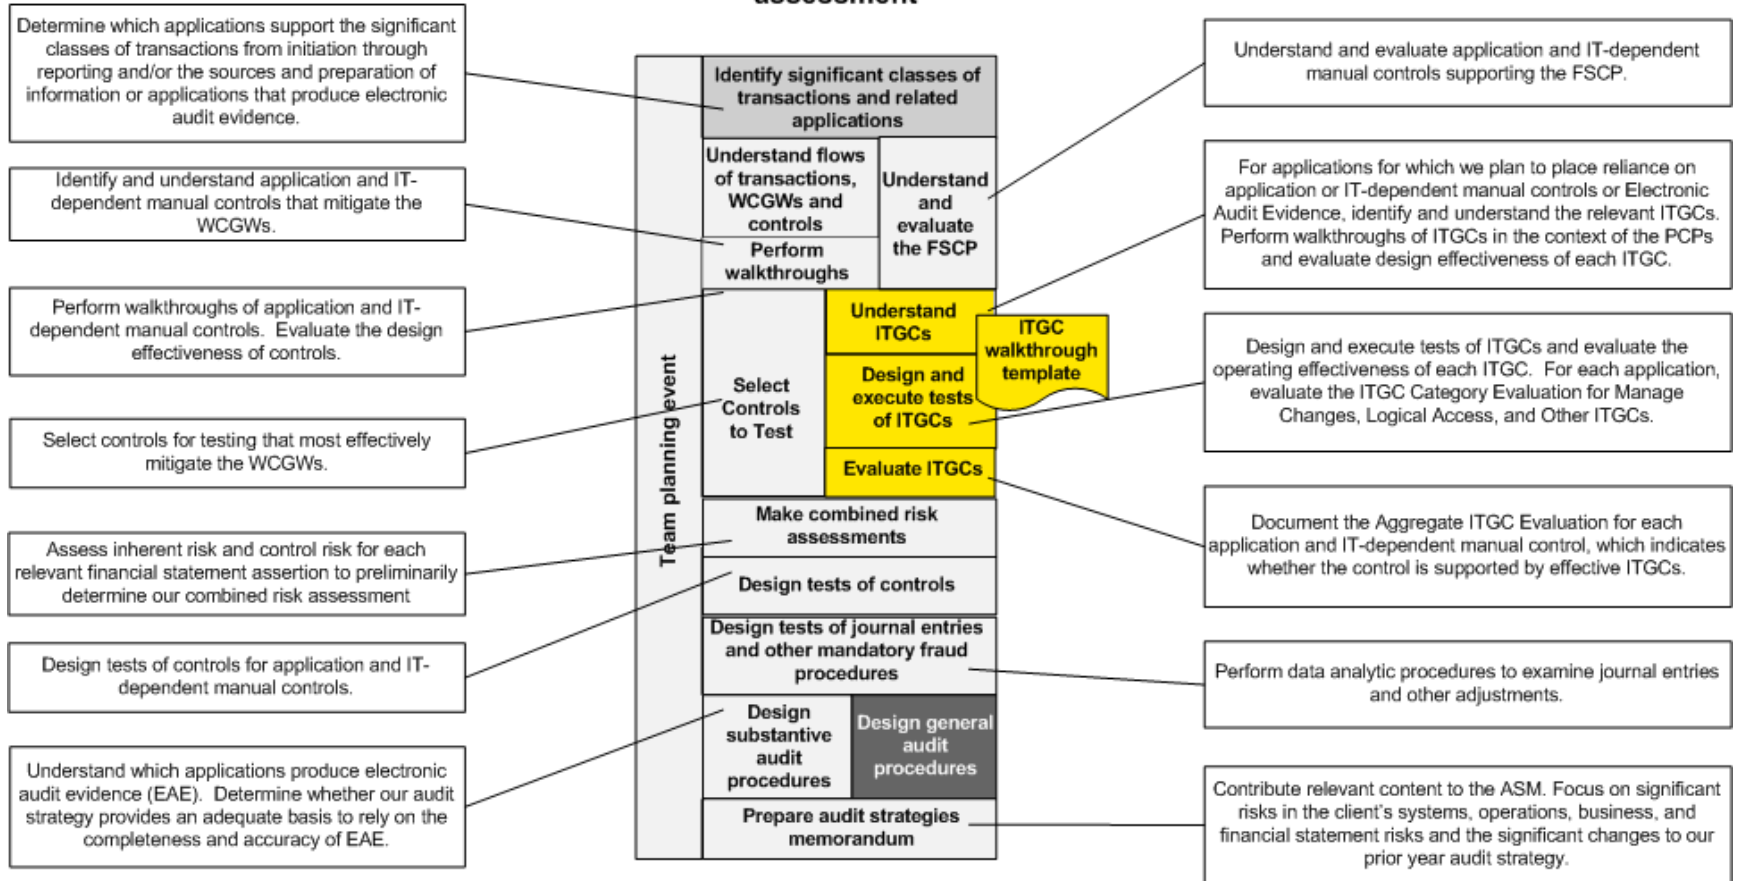 assessment
Determine which applications support the significant
classes of transactions from initiation through
reporting and/or the sources and preparation of
information or applications that produce electronic
audit evidence.
Identify and understand application and IT-
dependent manual controls that mitigate the
WCGWs.
Perform walkthroughs of application and IT-
dependent manual controls.  Evaluate the design
effectiveness of controls.
Select controls for testing that most effectively
mitigate the WCGWs.
Assess inherent risk and control risk for each
relevant financial statement assertion to preliminarily
determine our combined risk assessment
Design tests of controls for application and IT-
dependent manual controls.
Understand which applications produce electronic
audit evidence (EAE).  Determine whether our audit
strategy provides an adequate basis to rely on the
completeness and accuracy of EAE.
Team planning event
Identify significant classes of
transactions and related
applications
Understand flows
of transactions,
WCGWs and
controls
Understand
and
evaluate
the FSCP
Perform
walkthroughs
Select
Controls
to Test
Understand
ITGCs
ITGC
walkthrough
template
Design and
execute tests
of ITGCs
Evaluate ITGCs
Make combined risk
assessments
Design tests of controls
Design tests of journal entries
and other mandatory fraud
procedures
Design
substantive
audit
procedures
Design general
audit
procedures
Prepare audit strategies
memorandum
Understand and evaluate application and IT-dependent
manual controls supporting the FSCP.
For applications for which we plan to place reliance on
application or IT-dependent manual controls or Electronic
Audit Evidence, identify and understand the relevant ITGCs.
Perform walkthroughs of ITGCs in the context of the PCPs
and evaluate design effectiveness of each ITGC.
Design and execute tests of ITGCs and evaluate the
operating effectiveness of each ITGC.  For each application,
evaluate the ITGC Category Evaluation for Manage
Changes, Logical Access, and Other ITGCs.
Document the Aggregate ITGC Evaluation for each
application and IT-dependent manual control, which indicates
whether the control is supported by effective ITGCs.
Perform data analytic procedures to examine journal entries
and other adjustments.
Contribute relevant content to the ASM. Focus on significant
risks in the client's systems, operations, business, and
financial statement risks and the significant changes to our
prior year audit strategy.